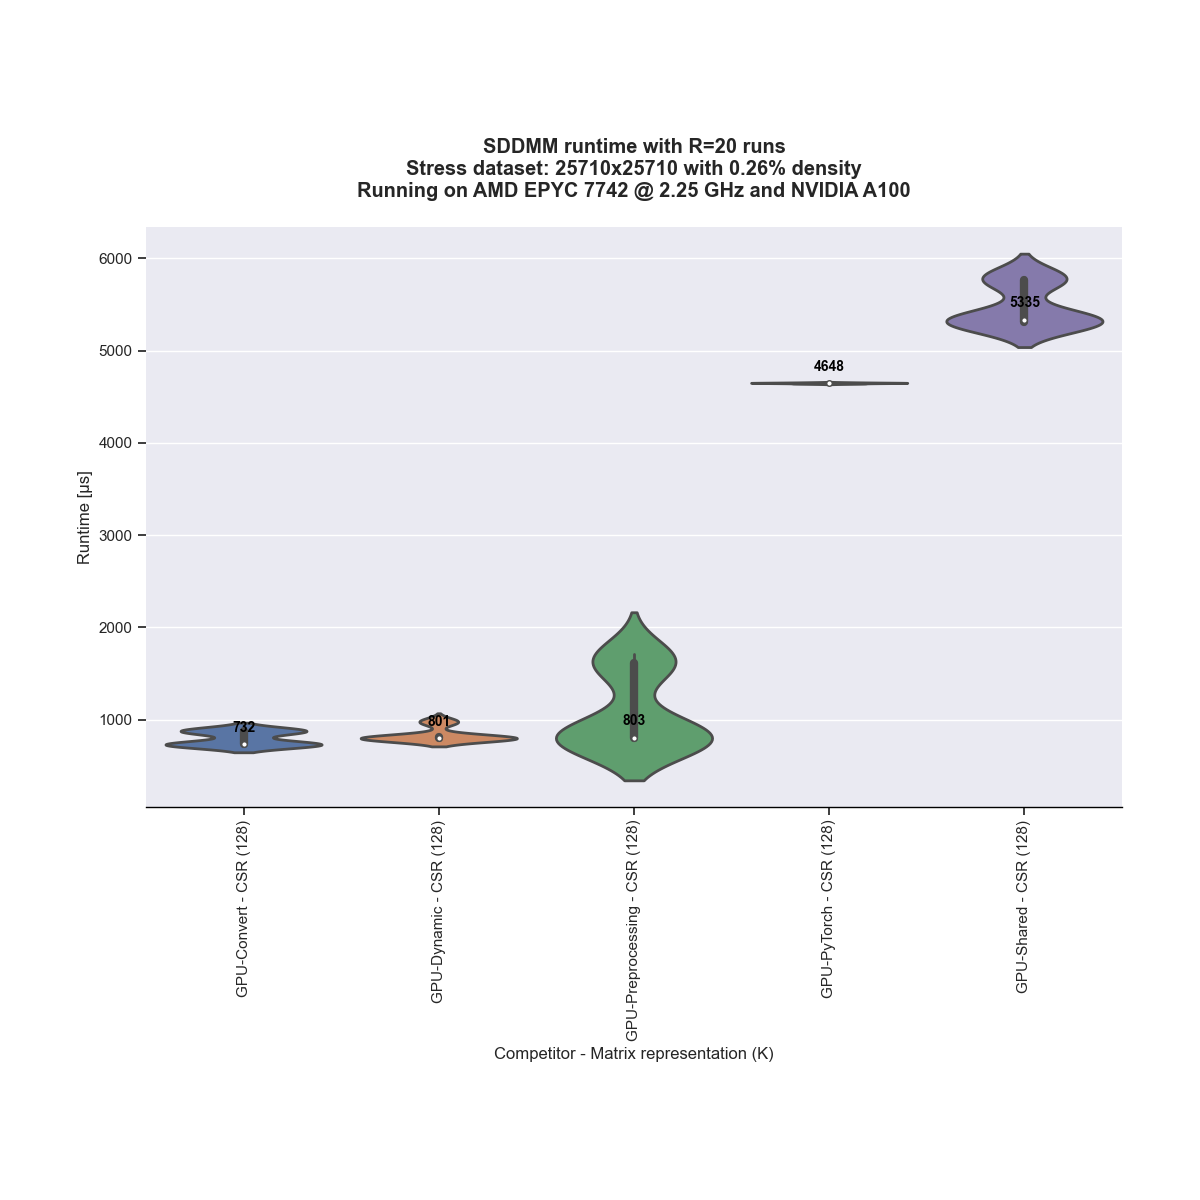 SDDMM runtime with R=20 runs
Stress dataset: 25710x25710 with 0.26% density
Running on AMD EPYC 7742 @ 2.25 GHz and NVIDIA A100
Runtime [μs]
6000
5000
4000
3000
2000
1000
732
801
803
4648
5335
GPU-Convert - CSR (128)
GPU-Dynamic - CSR (128)
GPU-Preprocessing - CSR (128)
GPU-PyTorch - CSR (128)
GPU-Shared - CSR (128)
Competitor - Matrix representation (K)